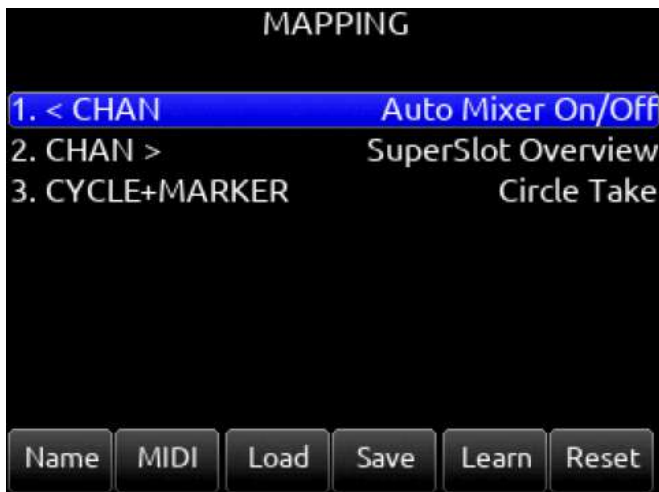 MAPPING
1. < CHAN Auto Mixer On/Off
2. CHAN > SuperSlot Overview
3. CYCLE+MARKER Circle Take
Name MIDI Load Save Learn Reset